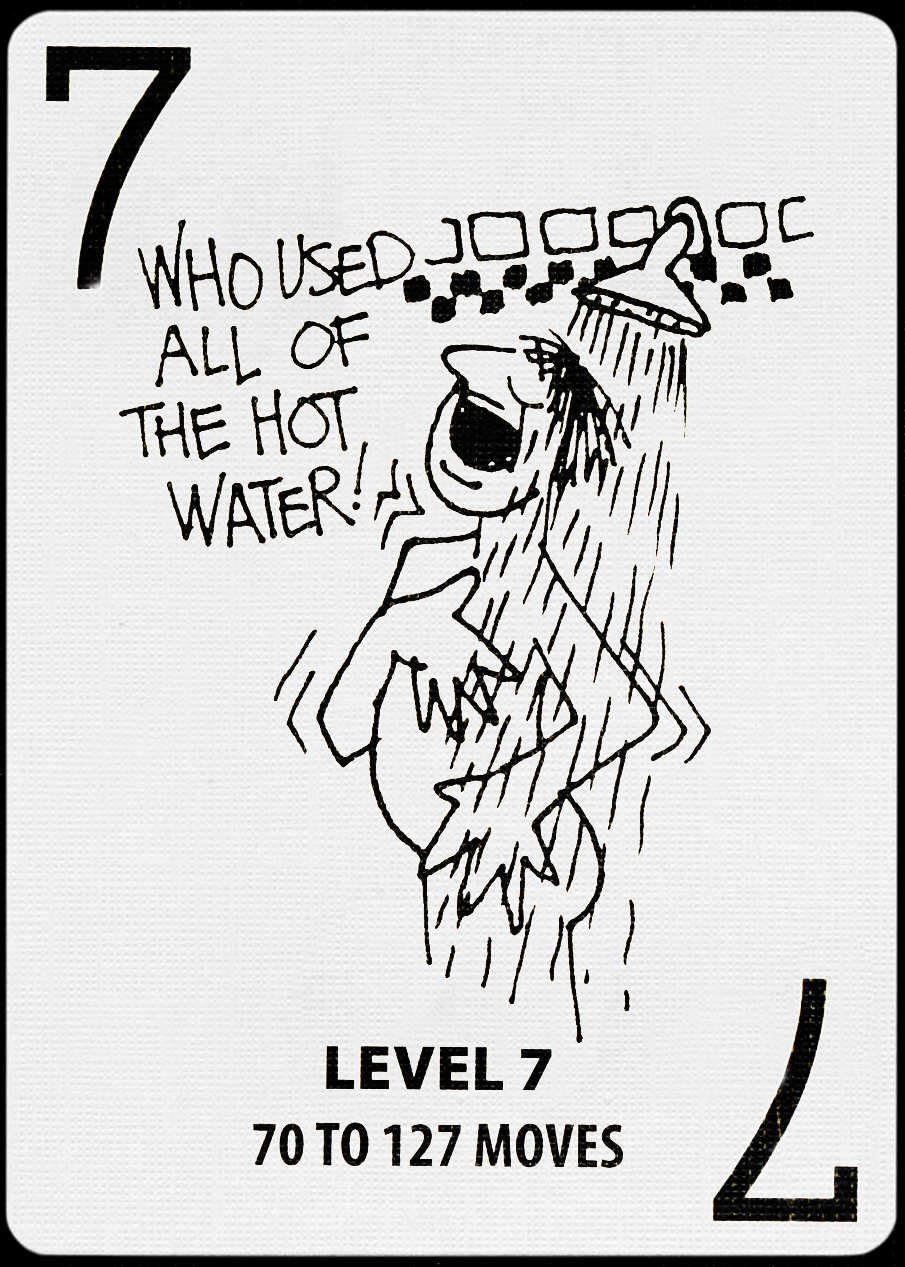 7
WHO USED
ALL OF
THE HOT
WATER!
LEVEL 7
70 TO 127 MOVES
7